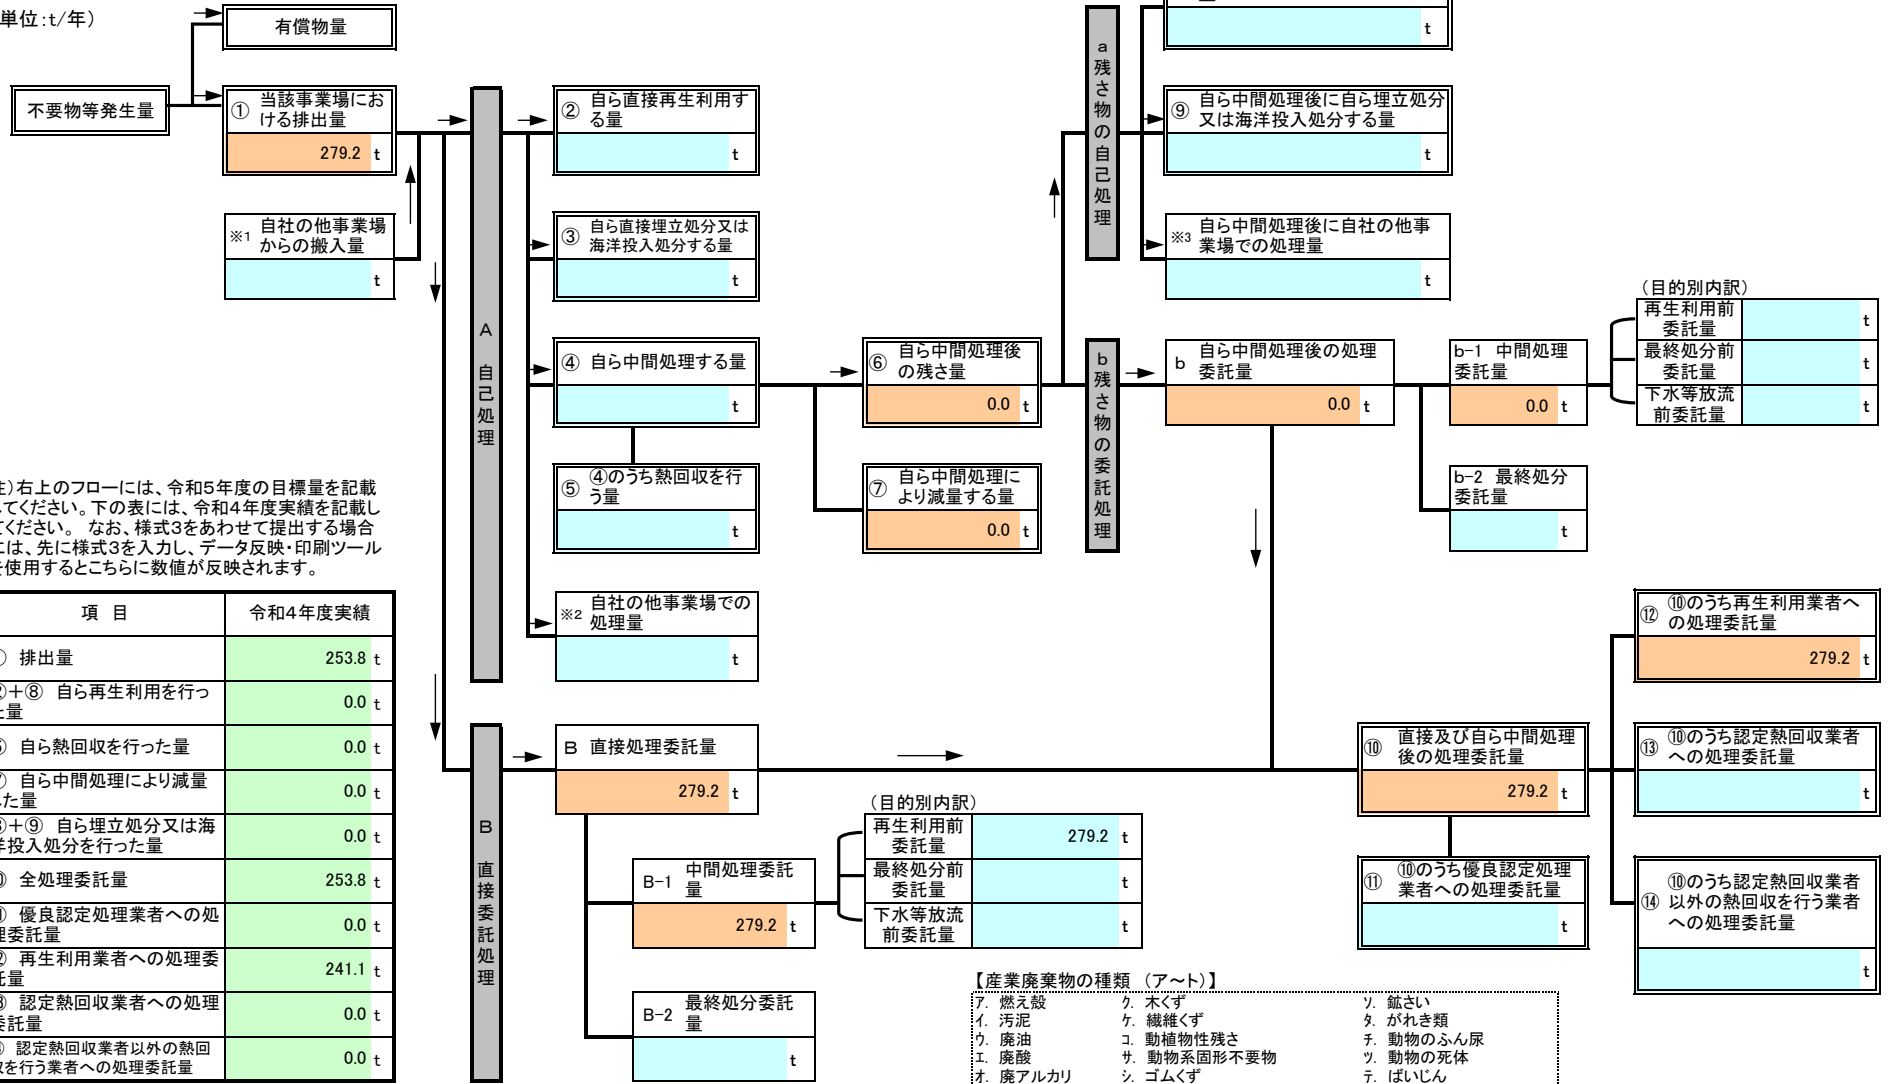 単位:t/年）
有償物量
不要物等発生量
① 当該事業場にお
ける排出量
279.2 t
※1 自社の他事業場
からの搬入量
t
A 自己処理
② 自ら直接再生利用す
る量
t
③ 自ら直接埋立処分又は
海洋投入処分する量
t
④ 自ら中間処理する量
t
⑤ ④のうち熱回収を行
う量
t
※2 自社の他事業場での
処理量
t
⑥ 自ら中間処理後
の残さ量
0.0 t
⑦ 自ら中間処理に
より減量する量
0.0 t
a 残さ物の自己処理
t
⑨ 自ら中間処理後に自ら埋立処分
又は海洋投入処分する量
t
※3 自ら中間処理後に自社の他事
業場での処理量
t
b 残さ物の委託処理
b 自ら中間処理後の処理
委託量
0.0 t
b-1 中間処理
委託量
0.0 t
b-2 最終処分
委託量
t
（目的別内訳）
再生利用前
委託量
t
最終処分前
委託量
t
下水等放流
前委託量
t
）右上のフローには、令和5年度の目標量を記載
してください。下の表には、令和4年度実績を記載し
てください。 なお、様式3をあわせて提出する場合
には、先に様式3を入力し、データ反映・印刷ツール
を使用するとこちらに数値が反映されます。
項 目 令和4年度実績
排出量 253.8 t
＋⑧ 自ら再生利用を行っ
た量 0.0 t
自ら熱回収を行った量 0.0 t
自ら中間処理により減量
した量 0.0 t
＋⑨ 自ら埋立処分又は海
洋投入処分を行った量 0.0 t
全処理委託量 253.8 t
優良認定処理業者への処
理委託量 0.0 t
再生利用業者への処理委
託量 241.1 t
認定熱回収業者への処理
委託量 0.0 t
認定熱回収業者以外の熱回
収を行う業者への処理委託量 0.0 t
B 直接委託処理
B 直接処理委託量
279.2 t
B-1 中間処理委託
量
279.2 t
B-2 最終処分委託
量
t
（目的別内訳）
再生利用前
委託量
279.2 t
最終処分前
委託量
t
下水等放流
前委託量
t
⑩ 直接及び自ら中間処理
後の処理委託量
279.2 t
⑪ ⑩のうち優良認定処理
業者への処理委託量
t
⑫ ⑩のうち再生利用業者へ
の処理委託量
279.2 t
⑬ ⑩のうち認定熱回収業者
への処理委託量
t
⑭ ⑩のうち認定熱回収業者
以外の熱回収を行う業者
への処理委託量
t
【産業廃棄物の種類 （ア～ト）】
ア. 燃え殻 ク. 木くず ソ. 鉱さい
イ. 汚泥 ケ. 繊維くず タ. がれき類
ウ. 廃油 コ. 動植物性残さ チ. 動物のふん尿
エ. 廃酸 サ. 動物系固形不要物 ツ. 動物の死体
オ. 廃アルカリ シ. ゴムくず テ. ばいじん